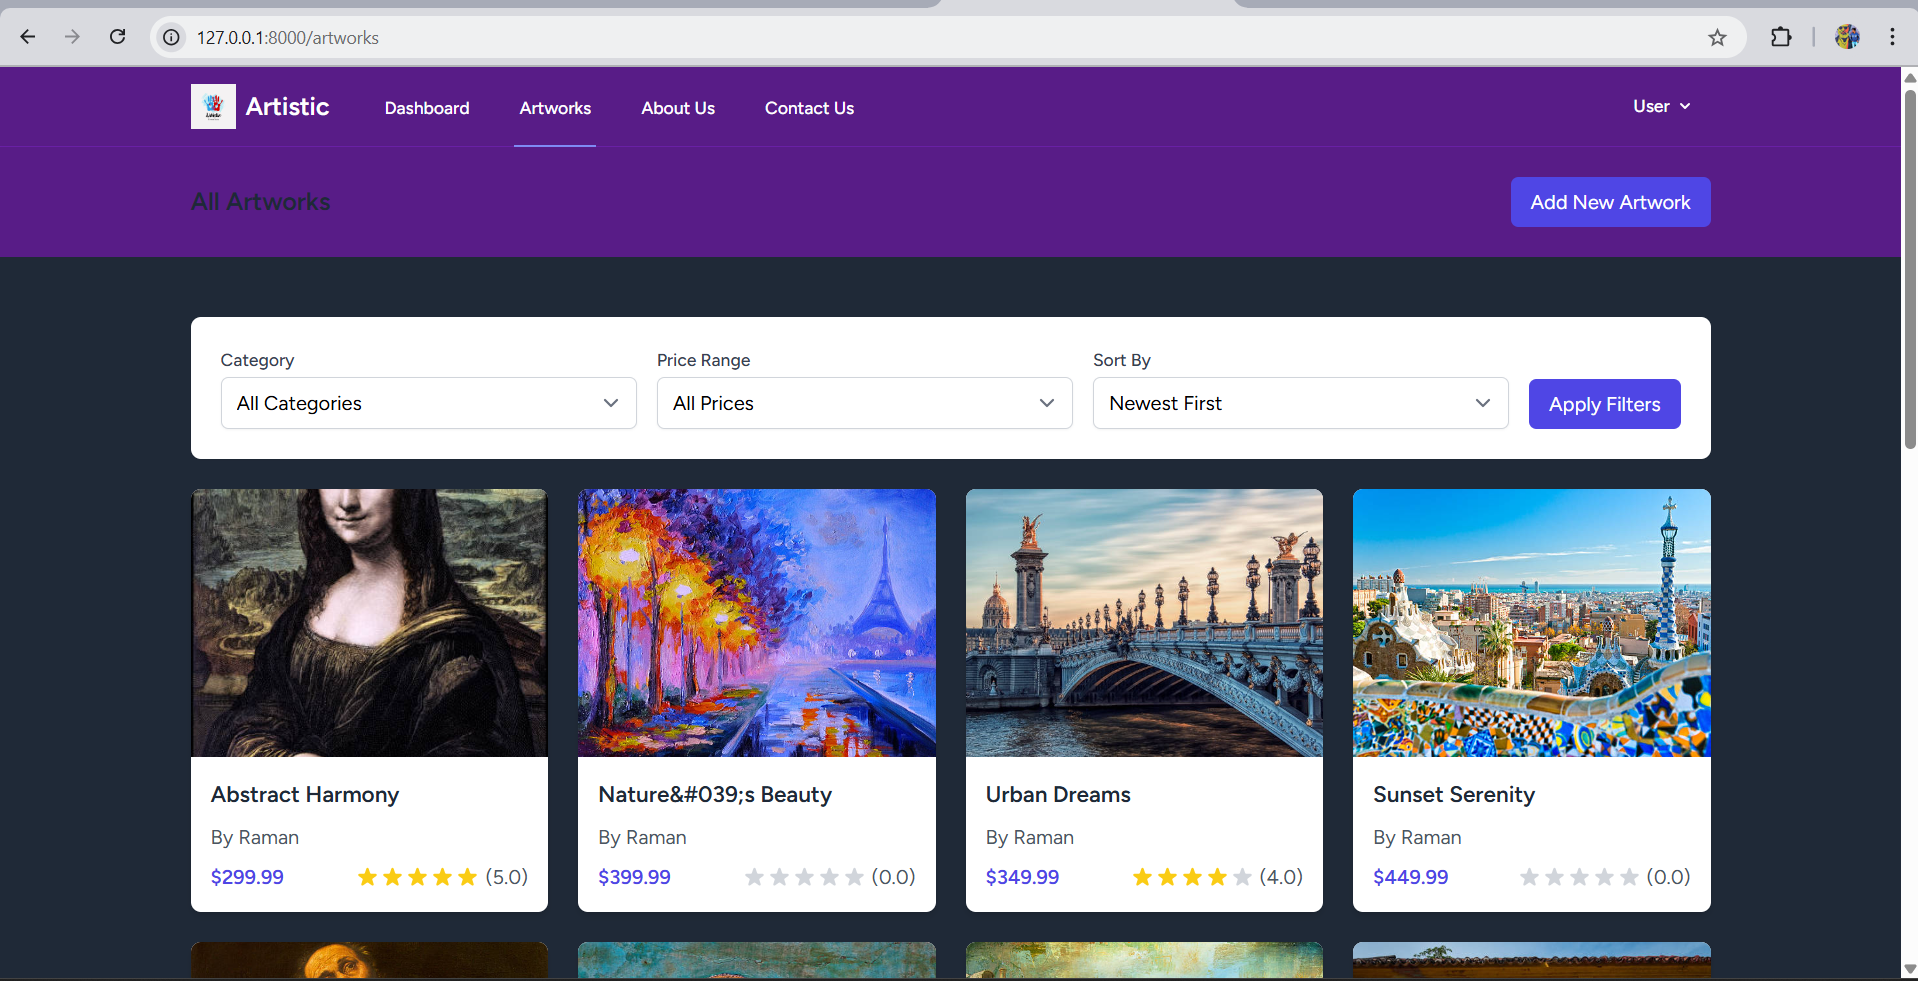 127.0.0.1:8000/artworks
Artistic
Dashboard
Artworks
About Us
Contact Us
User
All Artworks
Add New Artwork
Category
Price Range
Sort By
All Categories
All Prices
Newest First
Apply Filters
Abstract Harmony
By Raman
$299.99
(5.0)
Nature&#039;s Beauty
By Raman
$399.99
(0.0)
Urban Dreams
By Raman
$349.99
(4.0)
Sunset Serenity
By Raman
$449.99
(0.0)